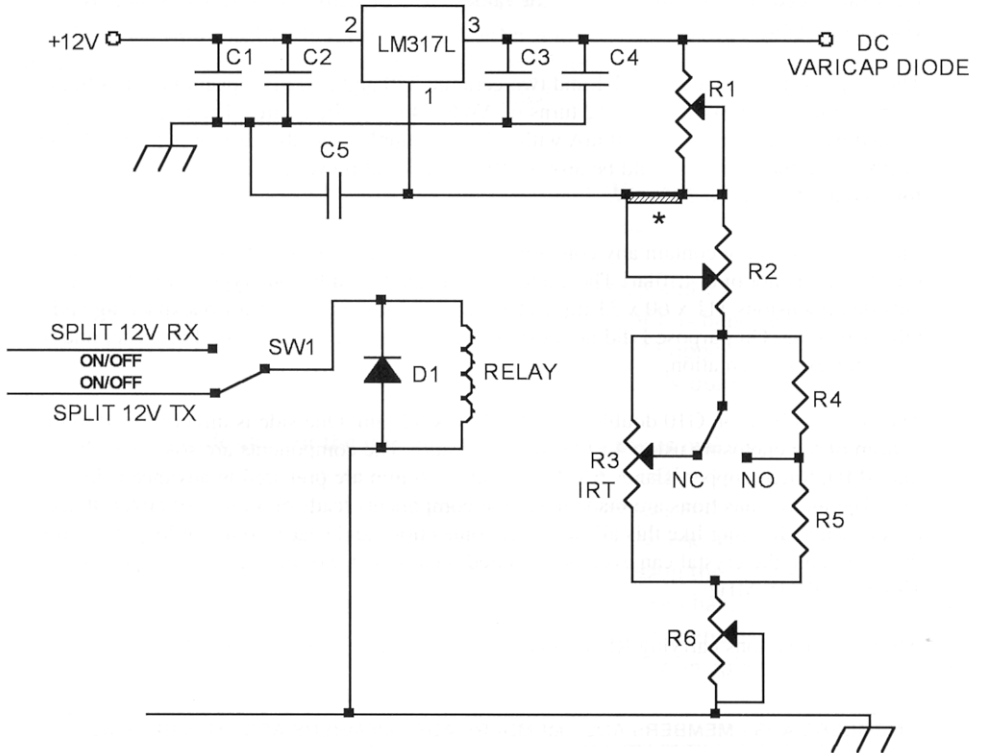 +12V
2
LM317L
3
DC
VARICAP DIODE
C1
C2
C3
C4
1
R1
C5
*
R2
SPLIT 12V RX
ON/OFF
ON/OFF
SPLIT 12V TX
SW1
D1
RELAY
R4
R3
IRT
NC
NO
R5
R6